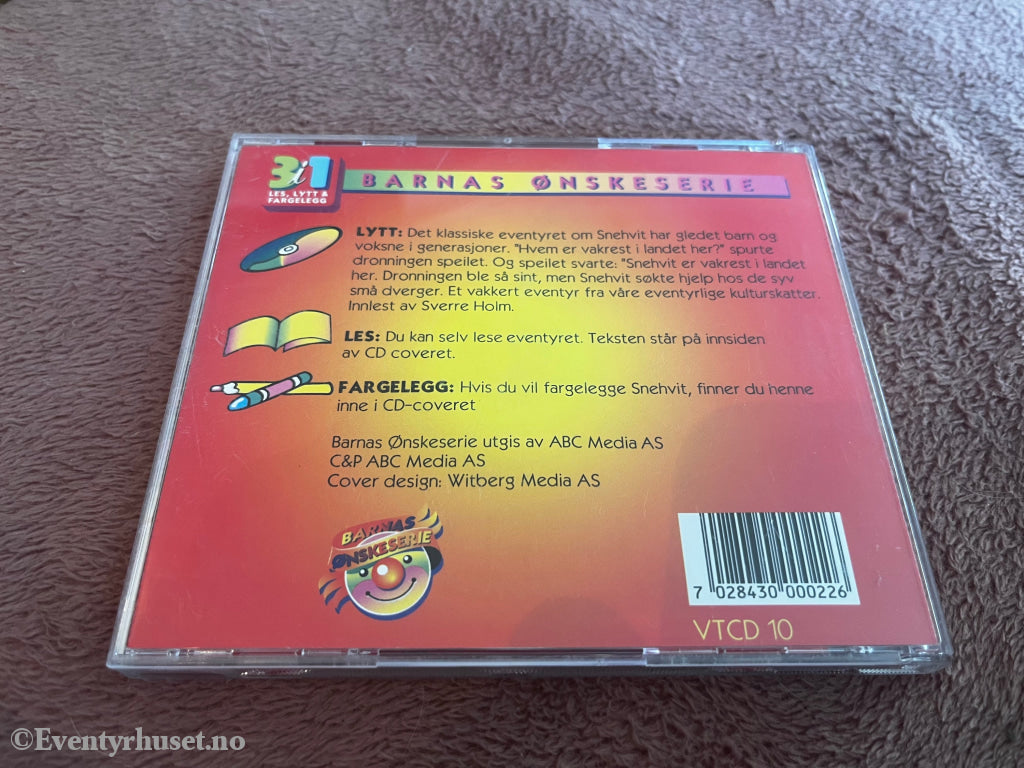 3i1
LES, LYTT &
FARGELEGG
BARNAS ØNSKESERIE
LYTT: Det klassiske eventyret om Snehvit har gledet barn og
voksne i generasjoner. "Hvem er vakrest i landet her?" spurte
dronningen speilet. Og speilet svarte: "Snehvit er vakrest i landet
her. Dronningen ble så sint, men Snehvit søkte hjelp hos de syv
små dverger. Et vakkert eventyr fra våre eventyrlige kulturskatter.
Innlest av Sverre Holm.
LES: Du kan selv lese eventyret. Teksten står på innsiden
av CD coveret.
FARGELEGG: Hvis du vil fargelegge Snehvit, finner du henne
inne i CD-coveret
Barnas Ønskeserie utgis av ABC Media AS
C&P ABC Media AS
Cover design: Witberg Media AS
BARNAS
ØNSKESERIE
7 028430 000226
VTCD 10
©Eventyrhuset.no